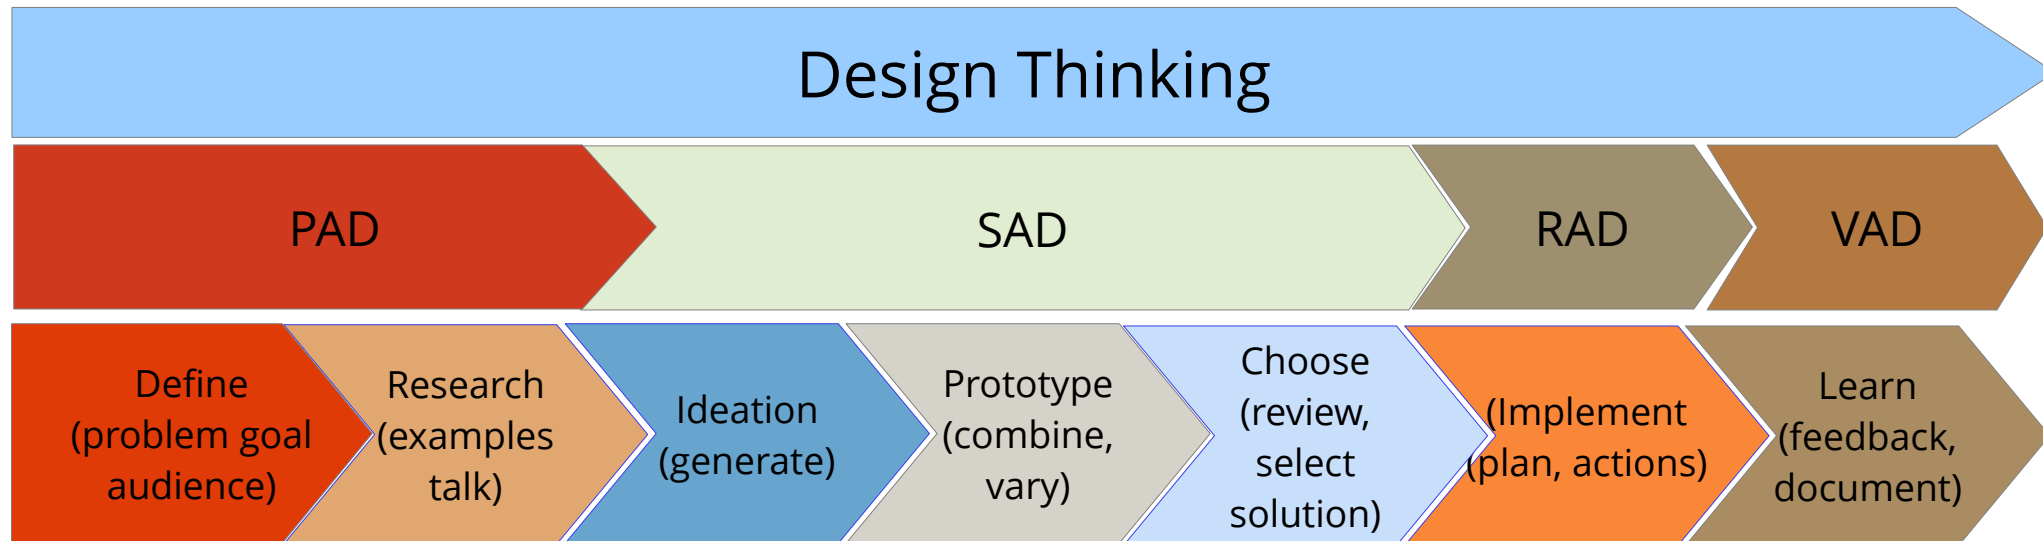 Design Thinking
PAD
SAD
RAD
VAD
Define
(problem goal
audience)
Research
(examples
talk)
Ideation
(generate)
Prototype
(combine,
vary)
Choose
(review,
select
solution)
(Implement
(plan, actions)
Learn
(feedback,
document)